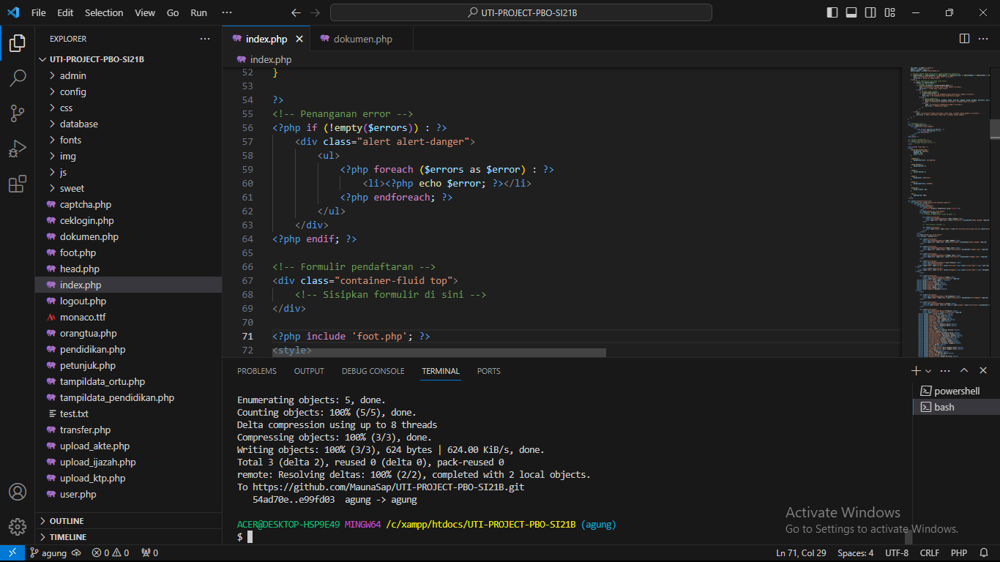 File Edit Selection View Go Run ··· UTI-PROJECT-PBO-SI21B
EXPLORER
UTI-PROJECT-PBO-SI21B
admin
config
css
database
fonts
img
js
sweet
captcha.php
ceklogin.php
dokumen.php
foot.php
head.php
index.php
logout.php
monaco.ttf
orangtua.php
pendidikan.php
petunjuk.php
tampildata_ortu.php
tampildata_pendidikan.php
test.txt
transfer.php
upload_akte.php
upload_ijazah.php
upload_ktp.php
user.php
OUTLINE
TIMELINE
index.php dokumen.php
index.php
52 }
53
54 ?>
55 <!-- Penanganan error -->
56 <?php if (!empty($errors)) : ?>
57 <div class="alert alert-danger">
58 <ul>
59 <?php foreach ($errors as $error) : ?>
60 <li><?php echo $error; ?></li>
61 <?php endforeach; ?>
62 </ul>
63 </div>
64 <?php endif; ?>
65
66 <!-- Formulir pendaftaran -->
67 <div class="container-fluid top">
68 <!-- Sisipkan formulir di sini -->
69 </div>
70
71 <?php include 'foot.php'; ?>
72 <style>
PROBLEMS OUTPUT DEBUG CONSOLE TERMINAL PORTS
powershell
bash
Enumerating objects: 5, done.
Counting objects: 100% (5/5), done.
Delta compression using up to 8 threads
Compressing objects: 100% (3/3), done.
Writing objects: 100% (3/3), 624 bytes | 624.00 KiB/s, done.
Total 3 (delta 2), reused 0 (delta 0), pack-reused 0
remote: Resolving deltas: 100% (2/2), completed with 2 local objects.
To https://github.com/MaunaSap/UTI-PROJECT-PBO-SI21B.git
54ad70e..e99fd03 agung -> agung
ACER@DESKTOP-HSP9E49 MINGW64 /c/xampp/htdocs/UTI-PROJECT-PBO-SI21B (agung)
$
Activate Windows
Go to Settings to activate Windows.
agung 0 0 0 Ln 71, Col 29 Spaces: 4 UTF-8 CRLF PHP